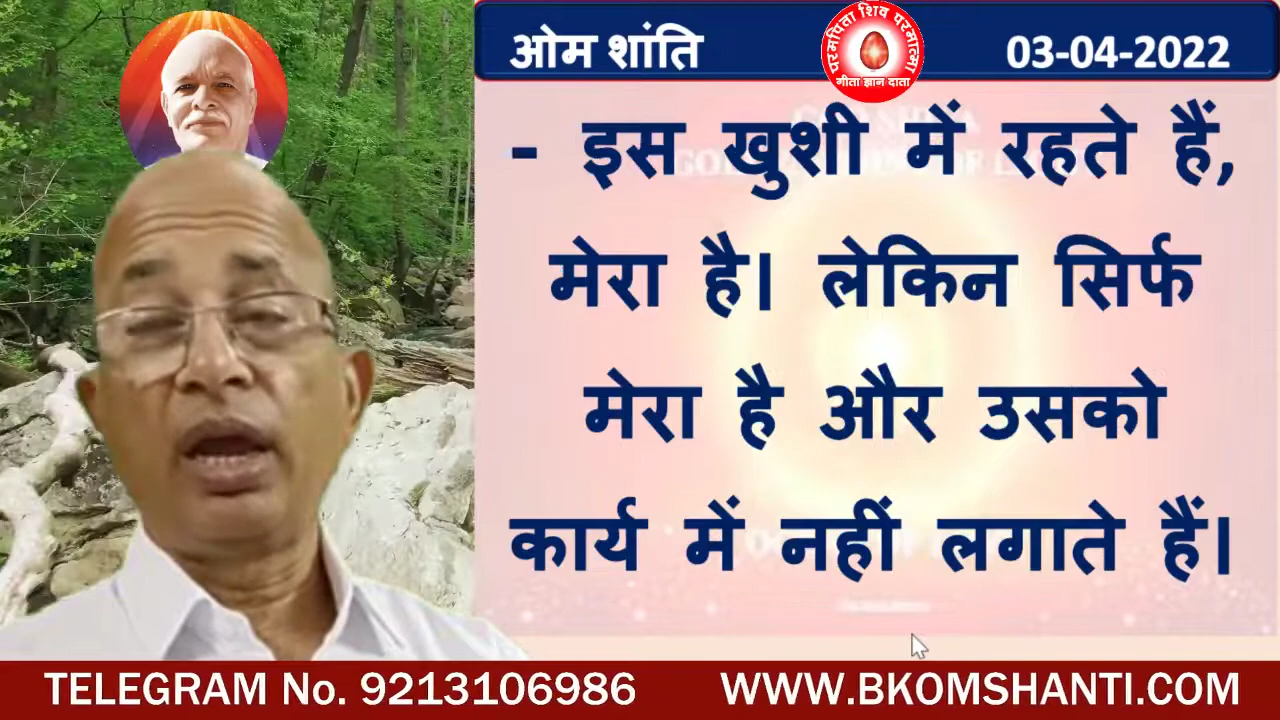 ओम शांति
परमपिता शिव परमात्मा
गीता ज्ञान दाता
03-04-2022
- इस खुशी में रहते हैं,
मेरा है। लेकिन सिर्फ
मेरा है और उसको
कार्य में नहीं लगाते हैं।
TELEGRAM No. 9213106986
WWW.BKOMSHANTI.COM